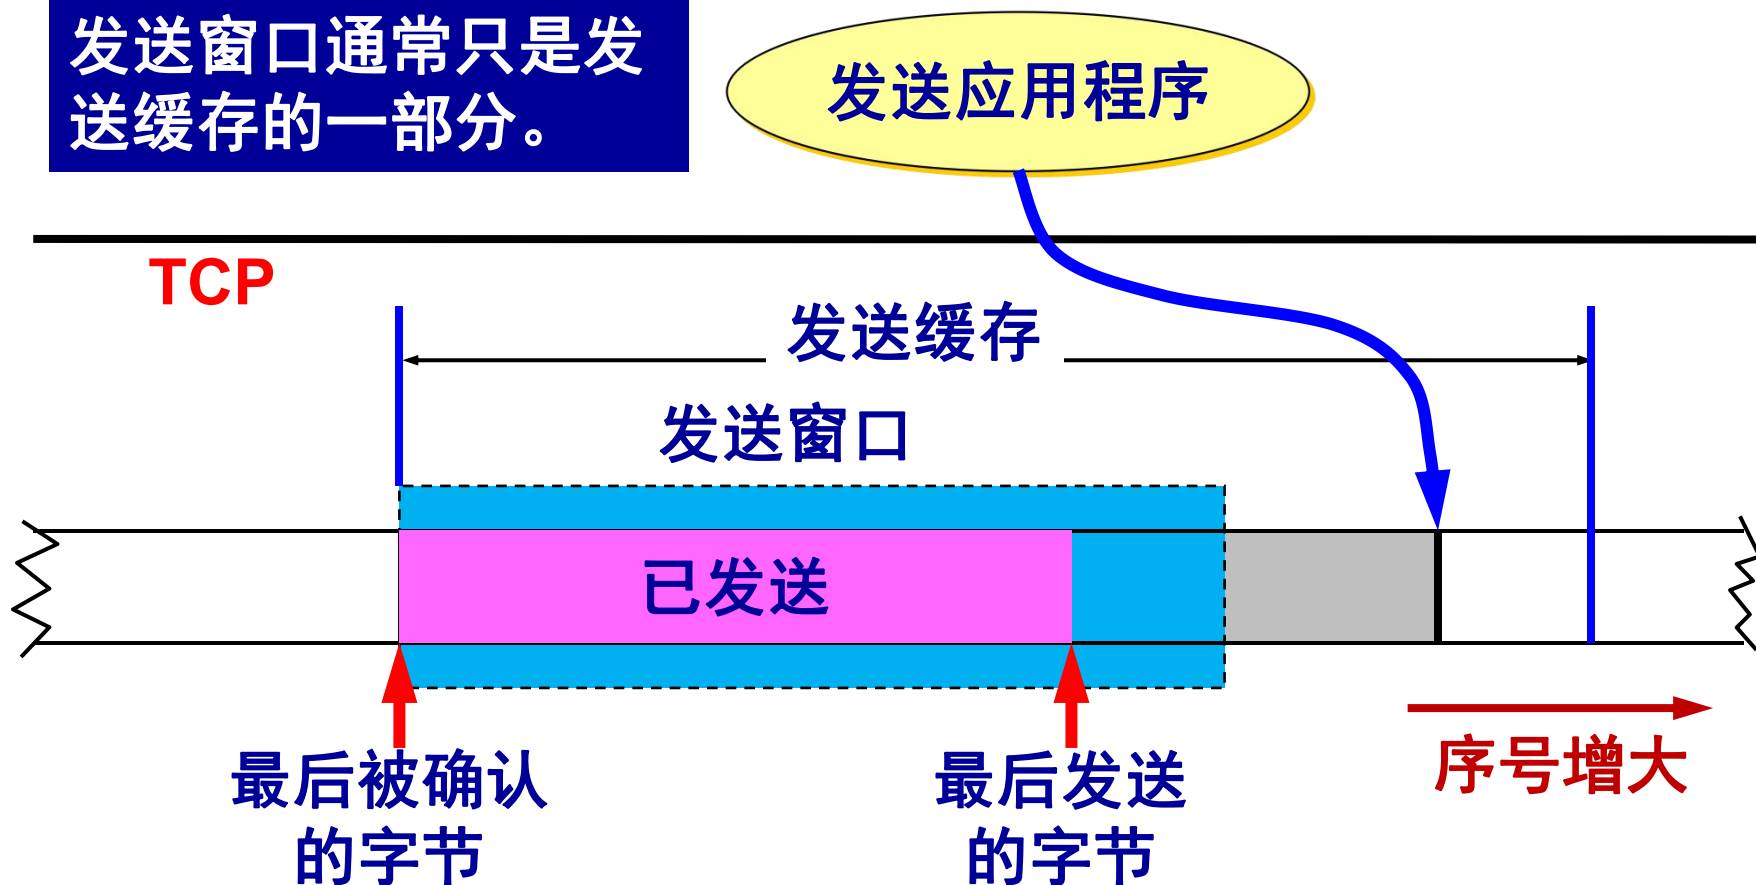 发送窗口通常只是发
送缓存的一部分。
发送应用程序
TCP
发送缓存
发送窗口
已发送
最后被确认
的字节
最后发送
的字节
序号增大